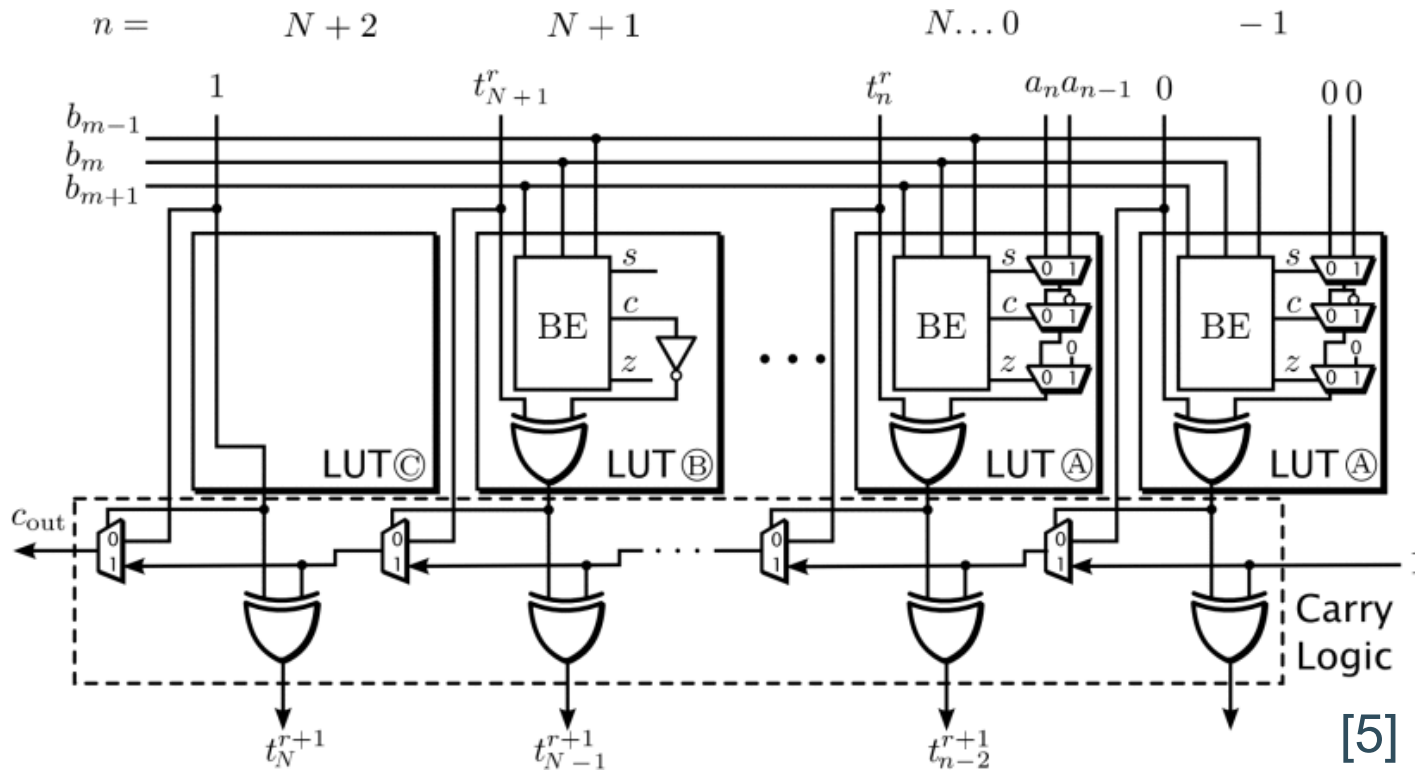 n = N + 2 N + 1 N … 0 − 1
1 t^r_{N+1} t^r_n a_n a_{n−1} 0 0 0
b_{m−1}
b_m
b_{m+1}
s s s
0 1 0 1
c c c
BE BE BE
0 1 0 1
0 0
z z z
0 1 0 1
LUT Ⓒ LUT Ⓑ LUT Ⓐ LUT Ⓐ
c_out
0 0 0 0
1 1 1 1
Carry
Logic
t^{r+1}_N t^{r+1}_{N−1} t^{r+1}_{n−2}
[5]